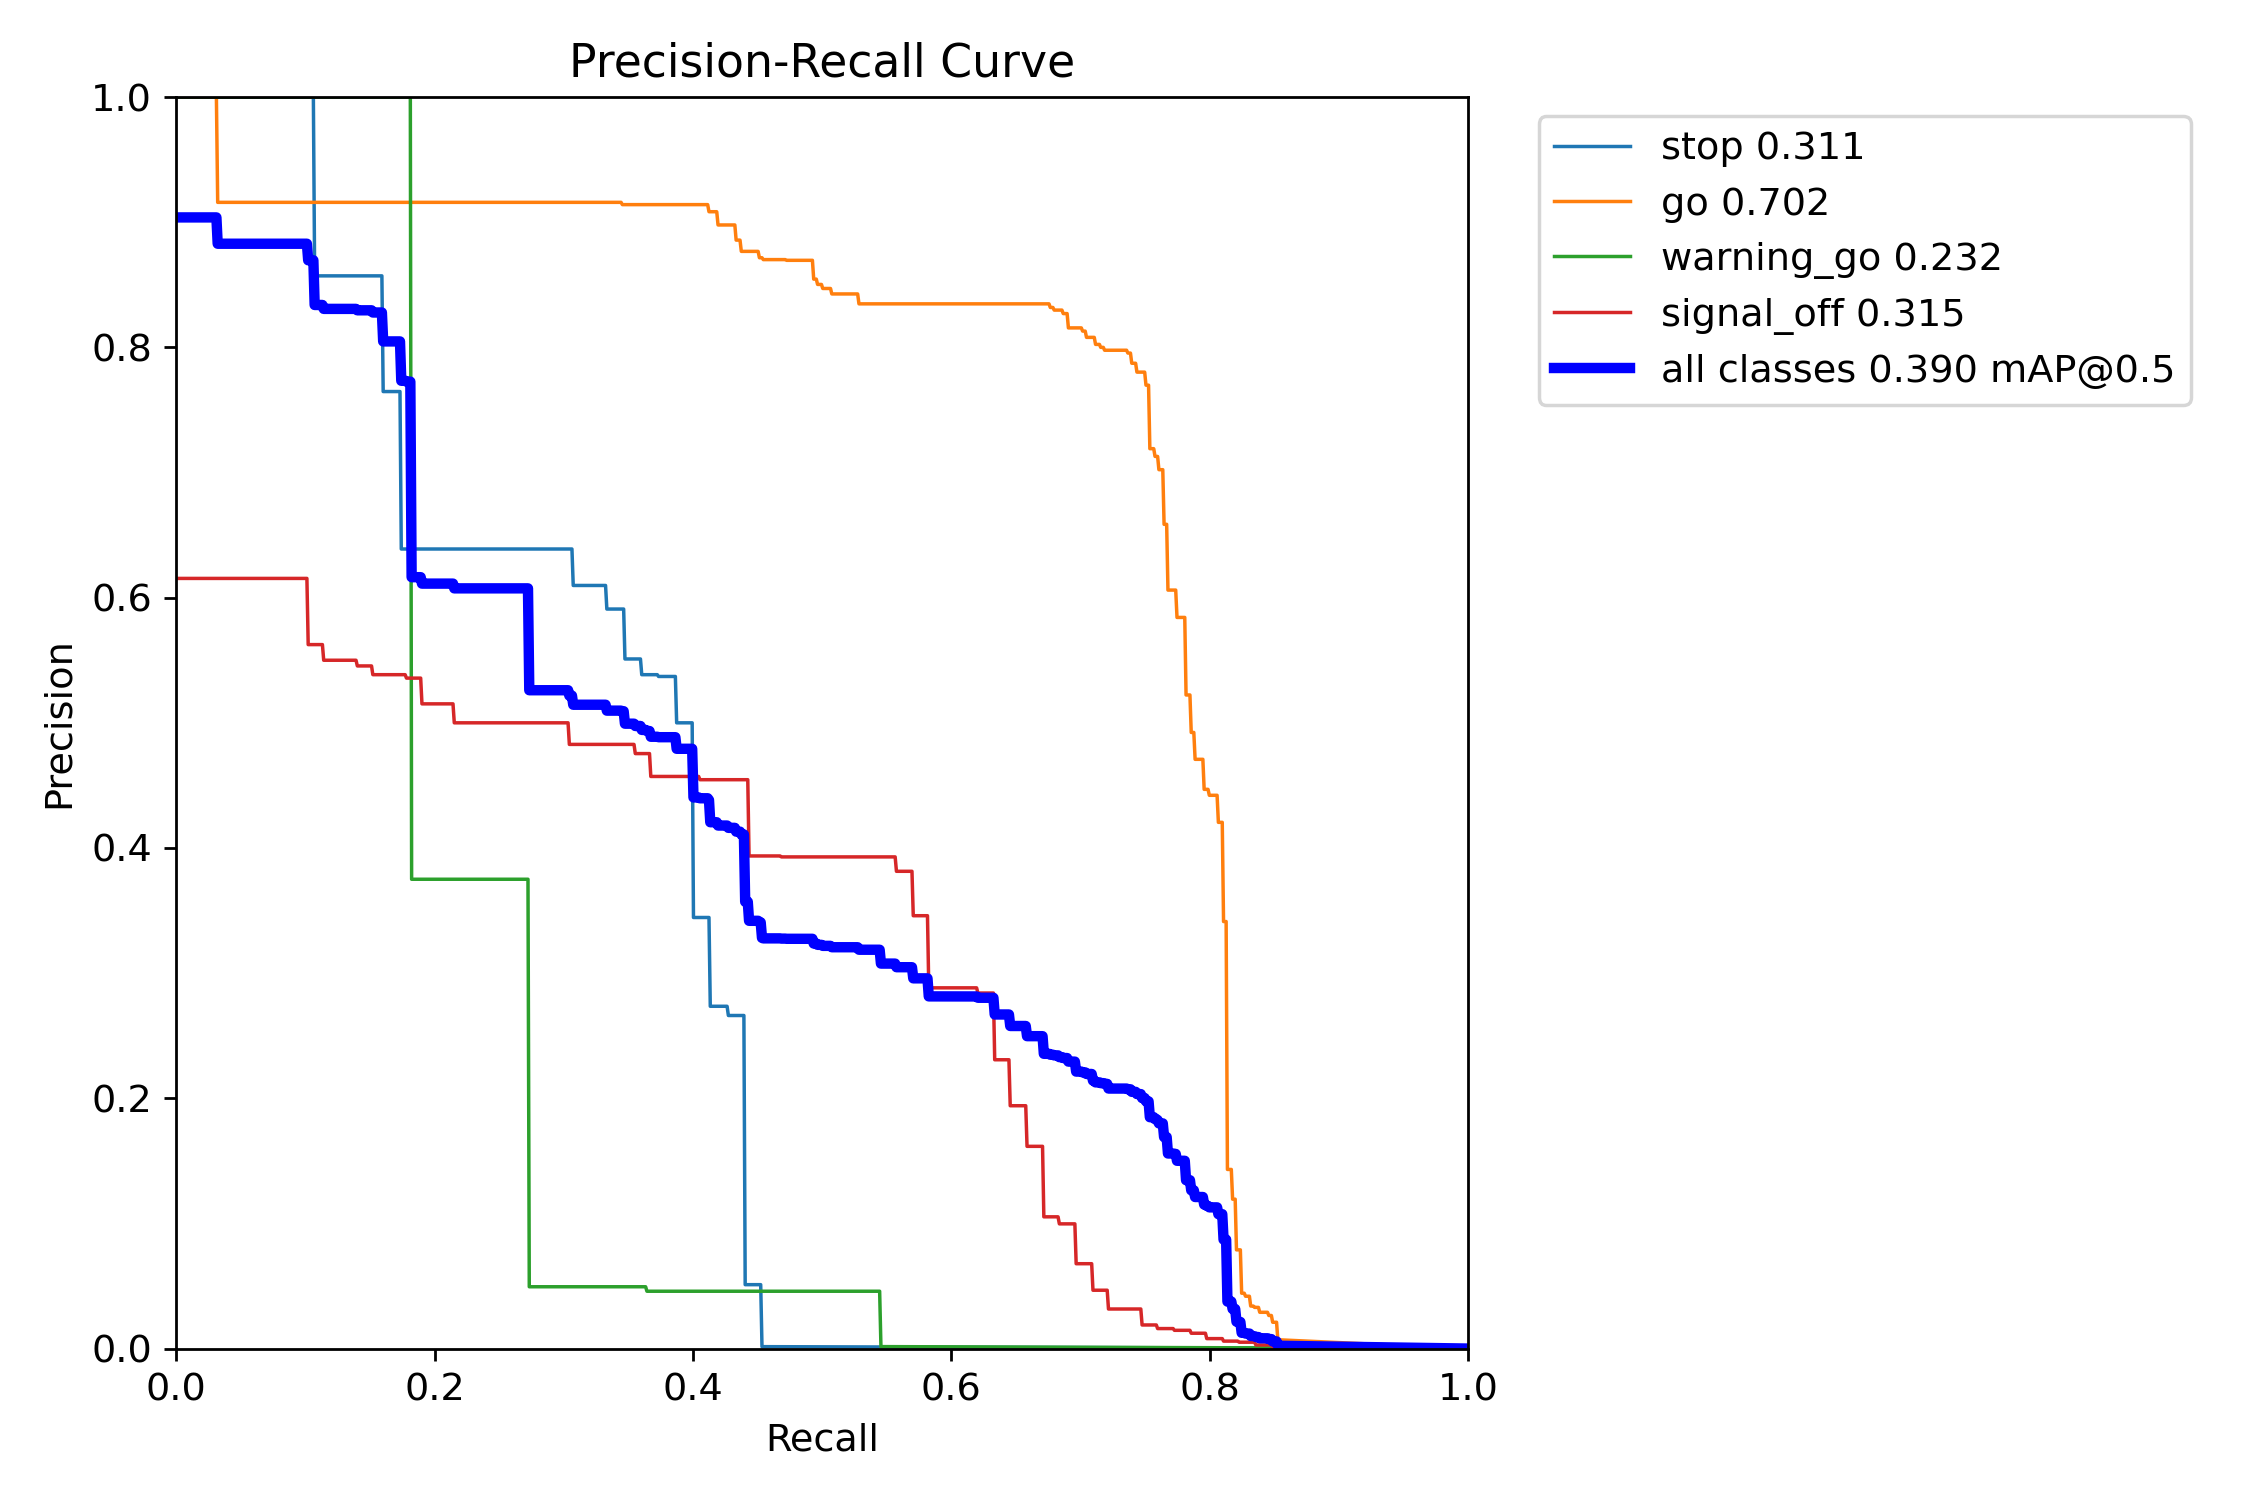 Precision-Recall Curve
1.0
0.8
0.6
0.4
0.2
0.0
Precision
0.0 0.2 0.4 0.6 0.8 1.0
Recall
stop 0.311
go 0.702
warning_go 0.232
signal_off 0.315
all classes 0.390 mAP@0.5